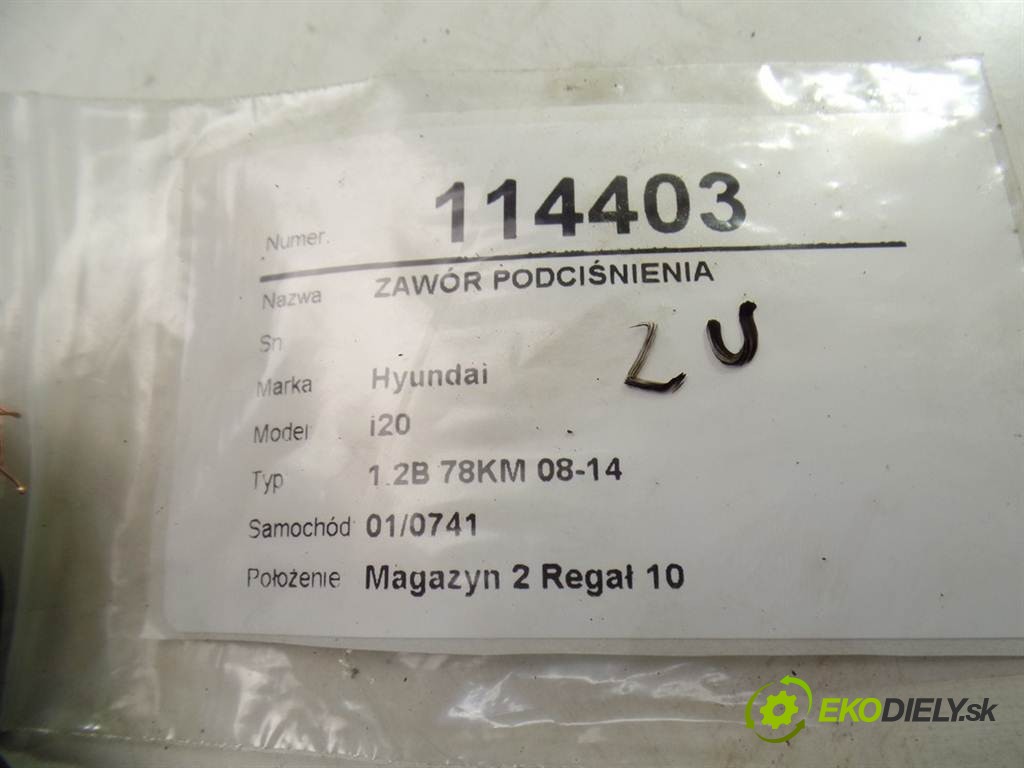 Numer. 114403
Nazwa ZAWÓR PODCIŚNIENIA
Sn
Marka Hyundai
Model i20
Typ 1.2B 78KM 08-14
Samochód 01/0741
Położenie Magazyn 2 Regał 10
EKODIELY.sk